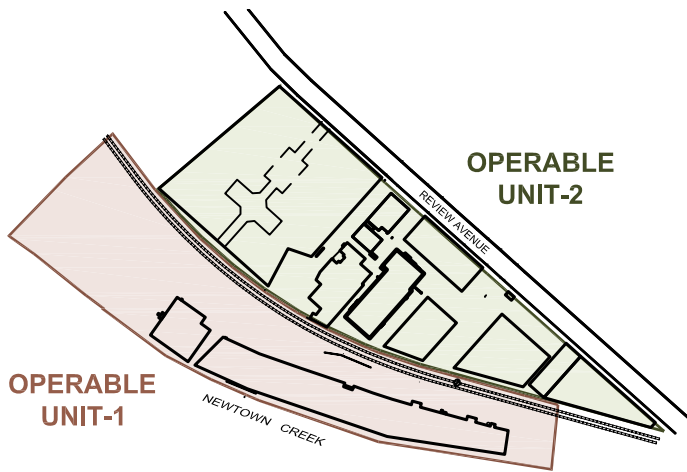 OPERABLE
UNIT-2
REVIEW AVENUE
OPERABLE
UNIT-1
NEWTOWN CREEK